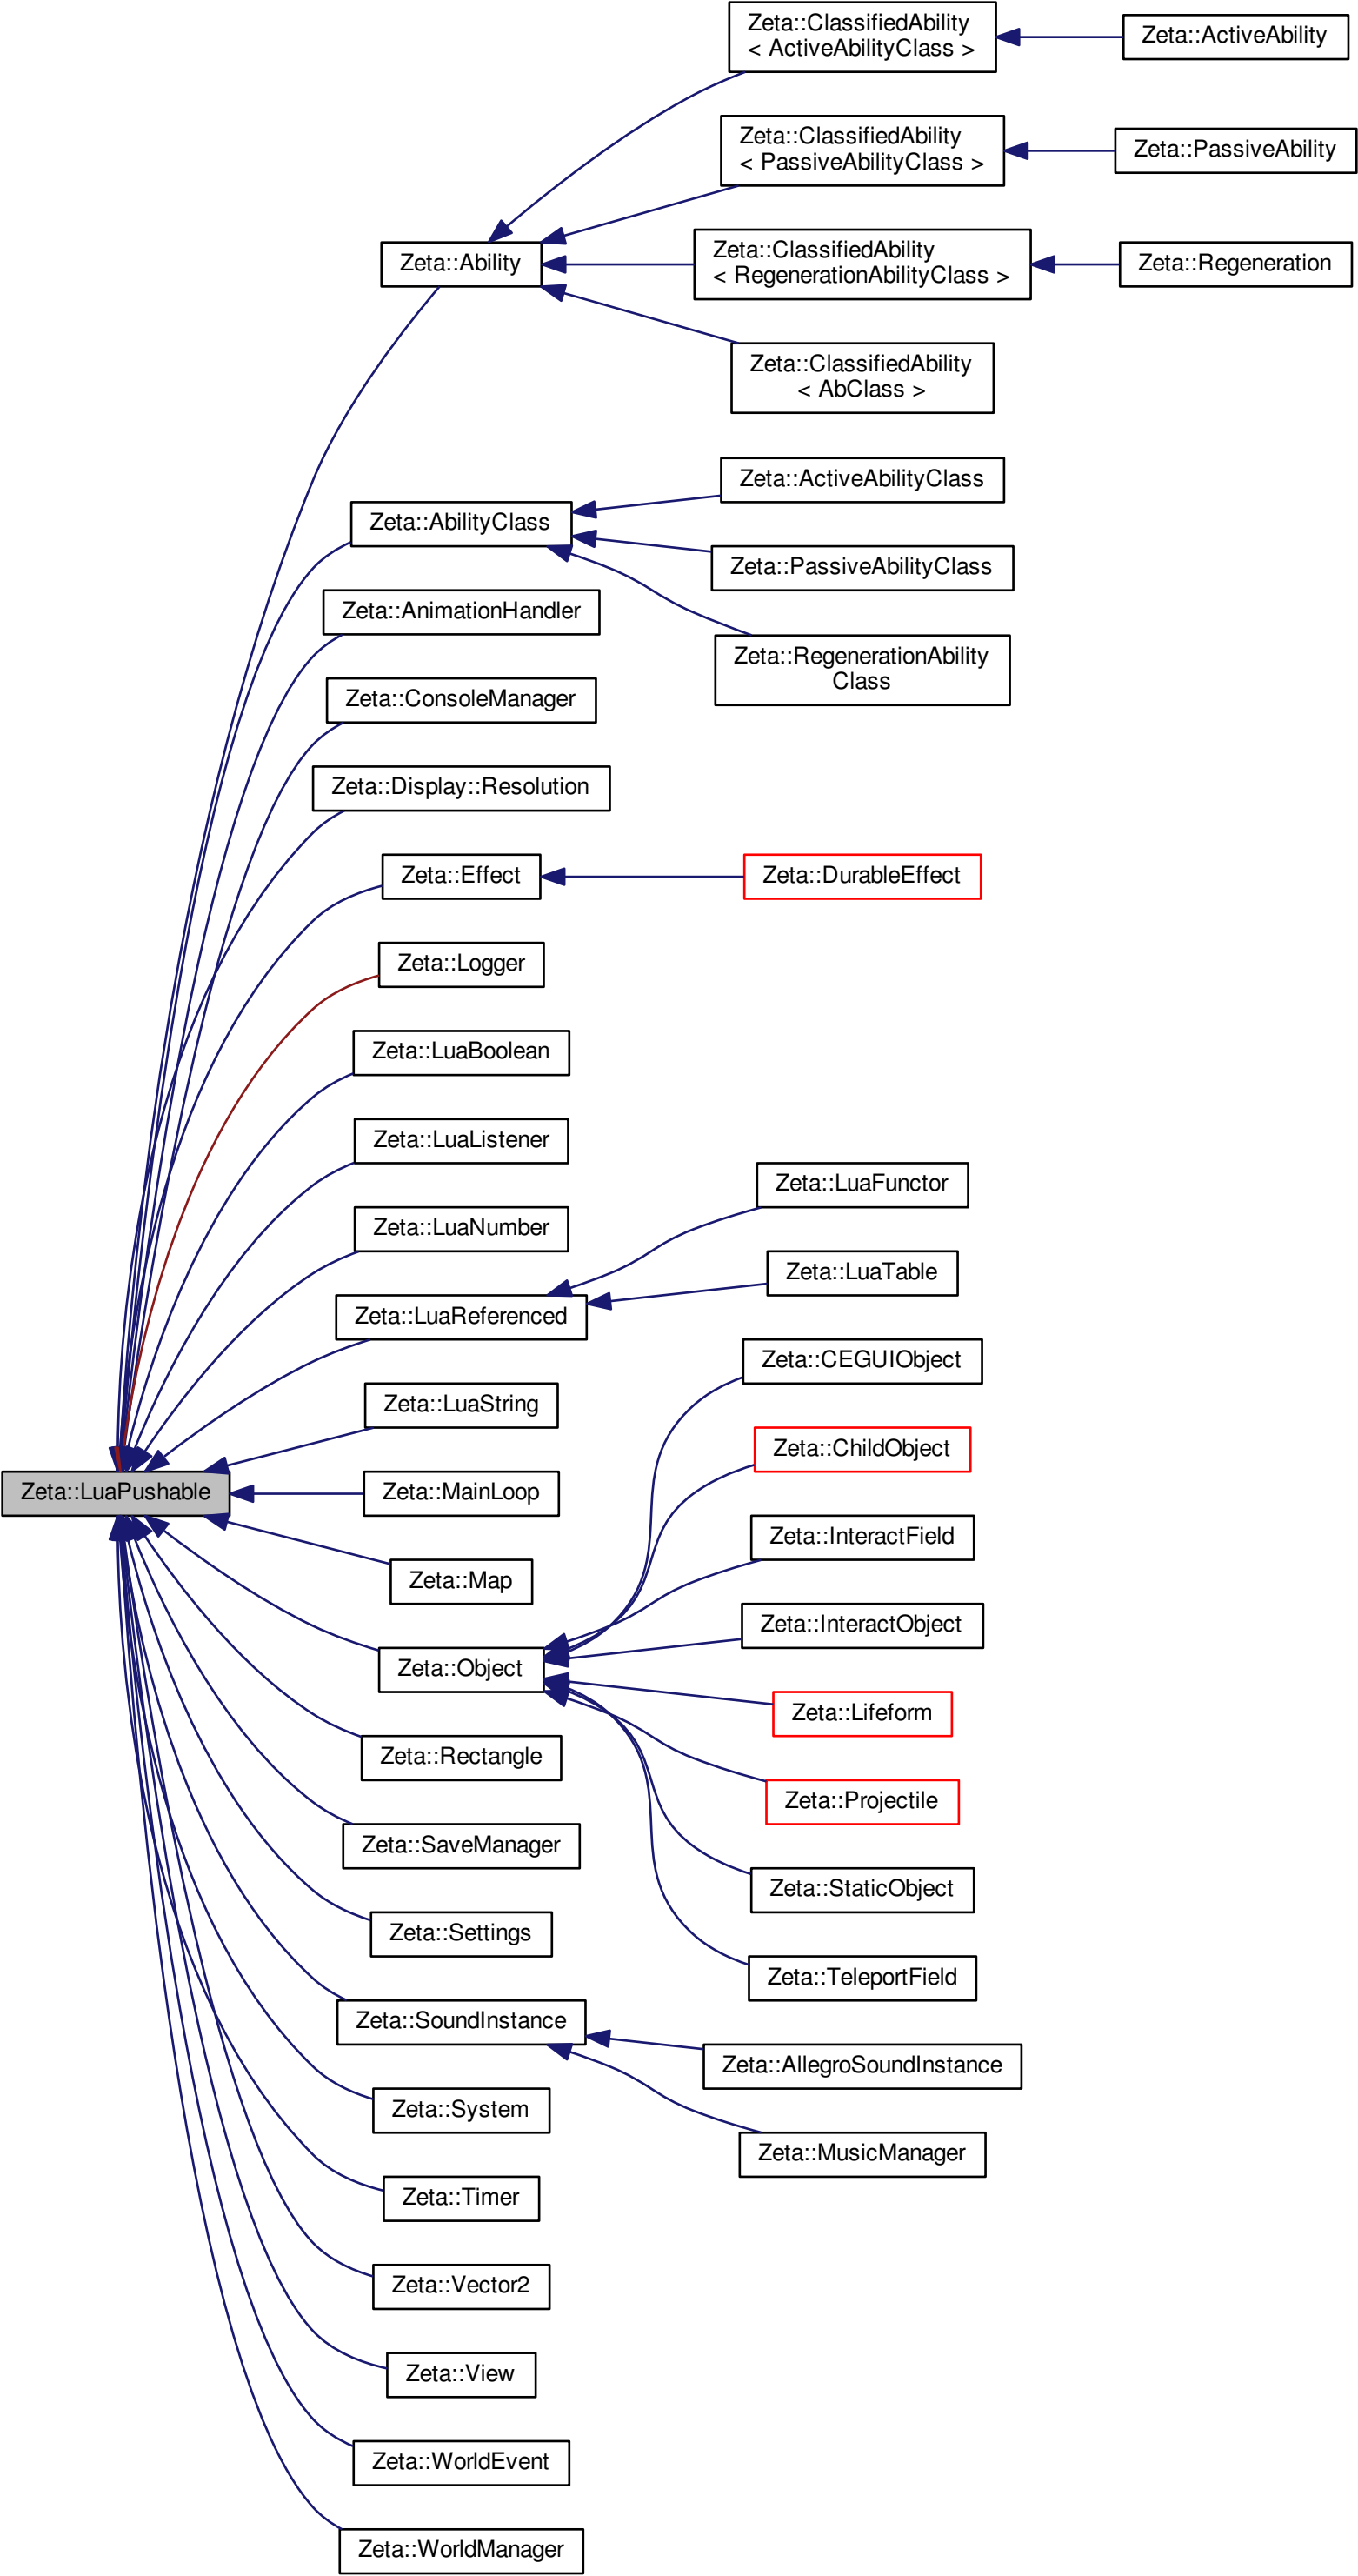 Zeta::ClassifiedAbility
< ActiveAbilityClass >
Zeta::ActiveAbility
Zeta::ClassifiedAbility
< PassiveAbilityClass >
Zeta::PassiveAbility
Zeta::Ability
Zeta::ClassifiedAbility
< RegenerationAbilityClass >
Zeta::Regeneration
Zeta::ClassifiedAbility
< AbClass >
Zeta::ActiveAbilityClass
Zeta::AbilityClass
Zeta::PassiveAbilityClass
Zeta::AnimationHandler
Zeta::RegenerationAbility
Class
Zeta::ConsoleManager
Zeta::Display::Resolution
Zeta::Effect
Zeta::DurableEffect
Zeta::Logger
Zeta::LuaBoolean
Zeta::LuaListener
Zeta::LuaFunctor
Zeta::LuaNumber
Zeta::LuaTable
Zeta::LuaReferenced
Zeta::CEGUIObject
Zeta::LuaString
Zeta::ChildObject
Zeta::LuaPushable
Zeta::MainLoop
Zeta::InteractField
Zeta::Map
Zeta::InteractObject
Zeta::Object
Zeta::Lifeform
Zeta::Rectangle
Zeta::Projectile
Zeta::SaveManager
Zeta::StaticObject
Zeta::Settings
Zeta::TeleportField
Zeta::SoundInstance
Zeta::AllegroSoundInstance
Zeta::System
Zeta::MusicManager
Zeta::Timer
Zeta::Vector2
Zeta::View
Zeta::WorldEvent
Zeta::WorldManager